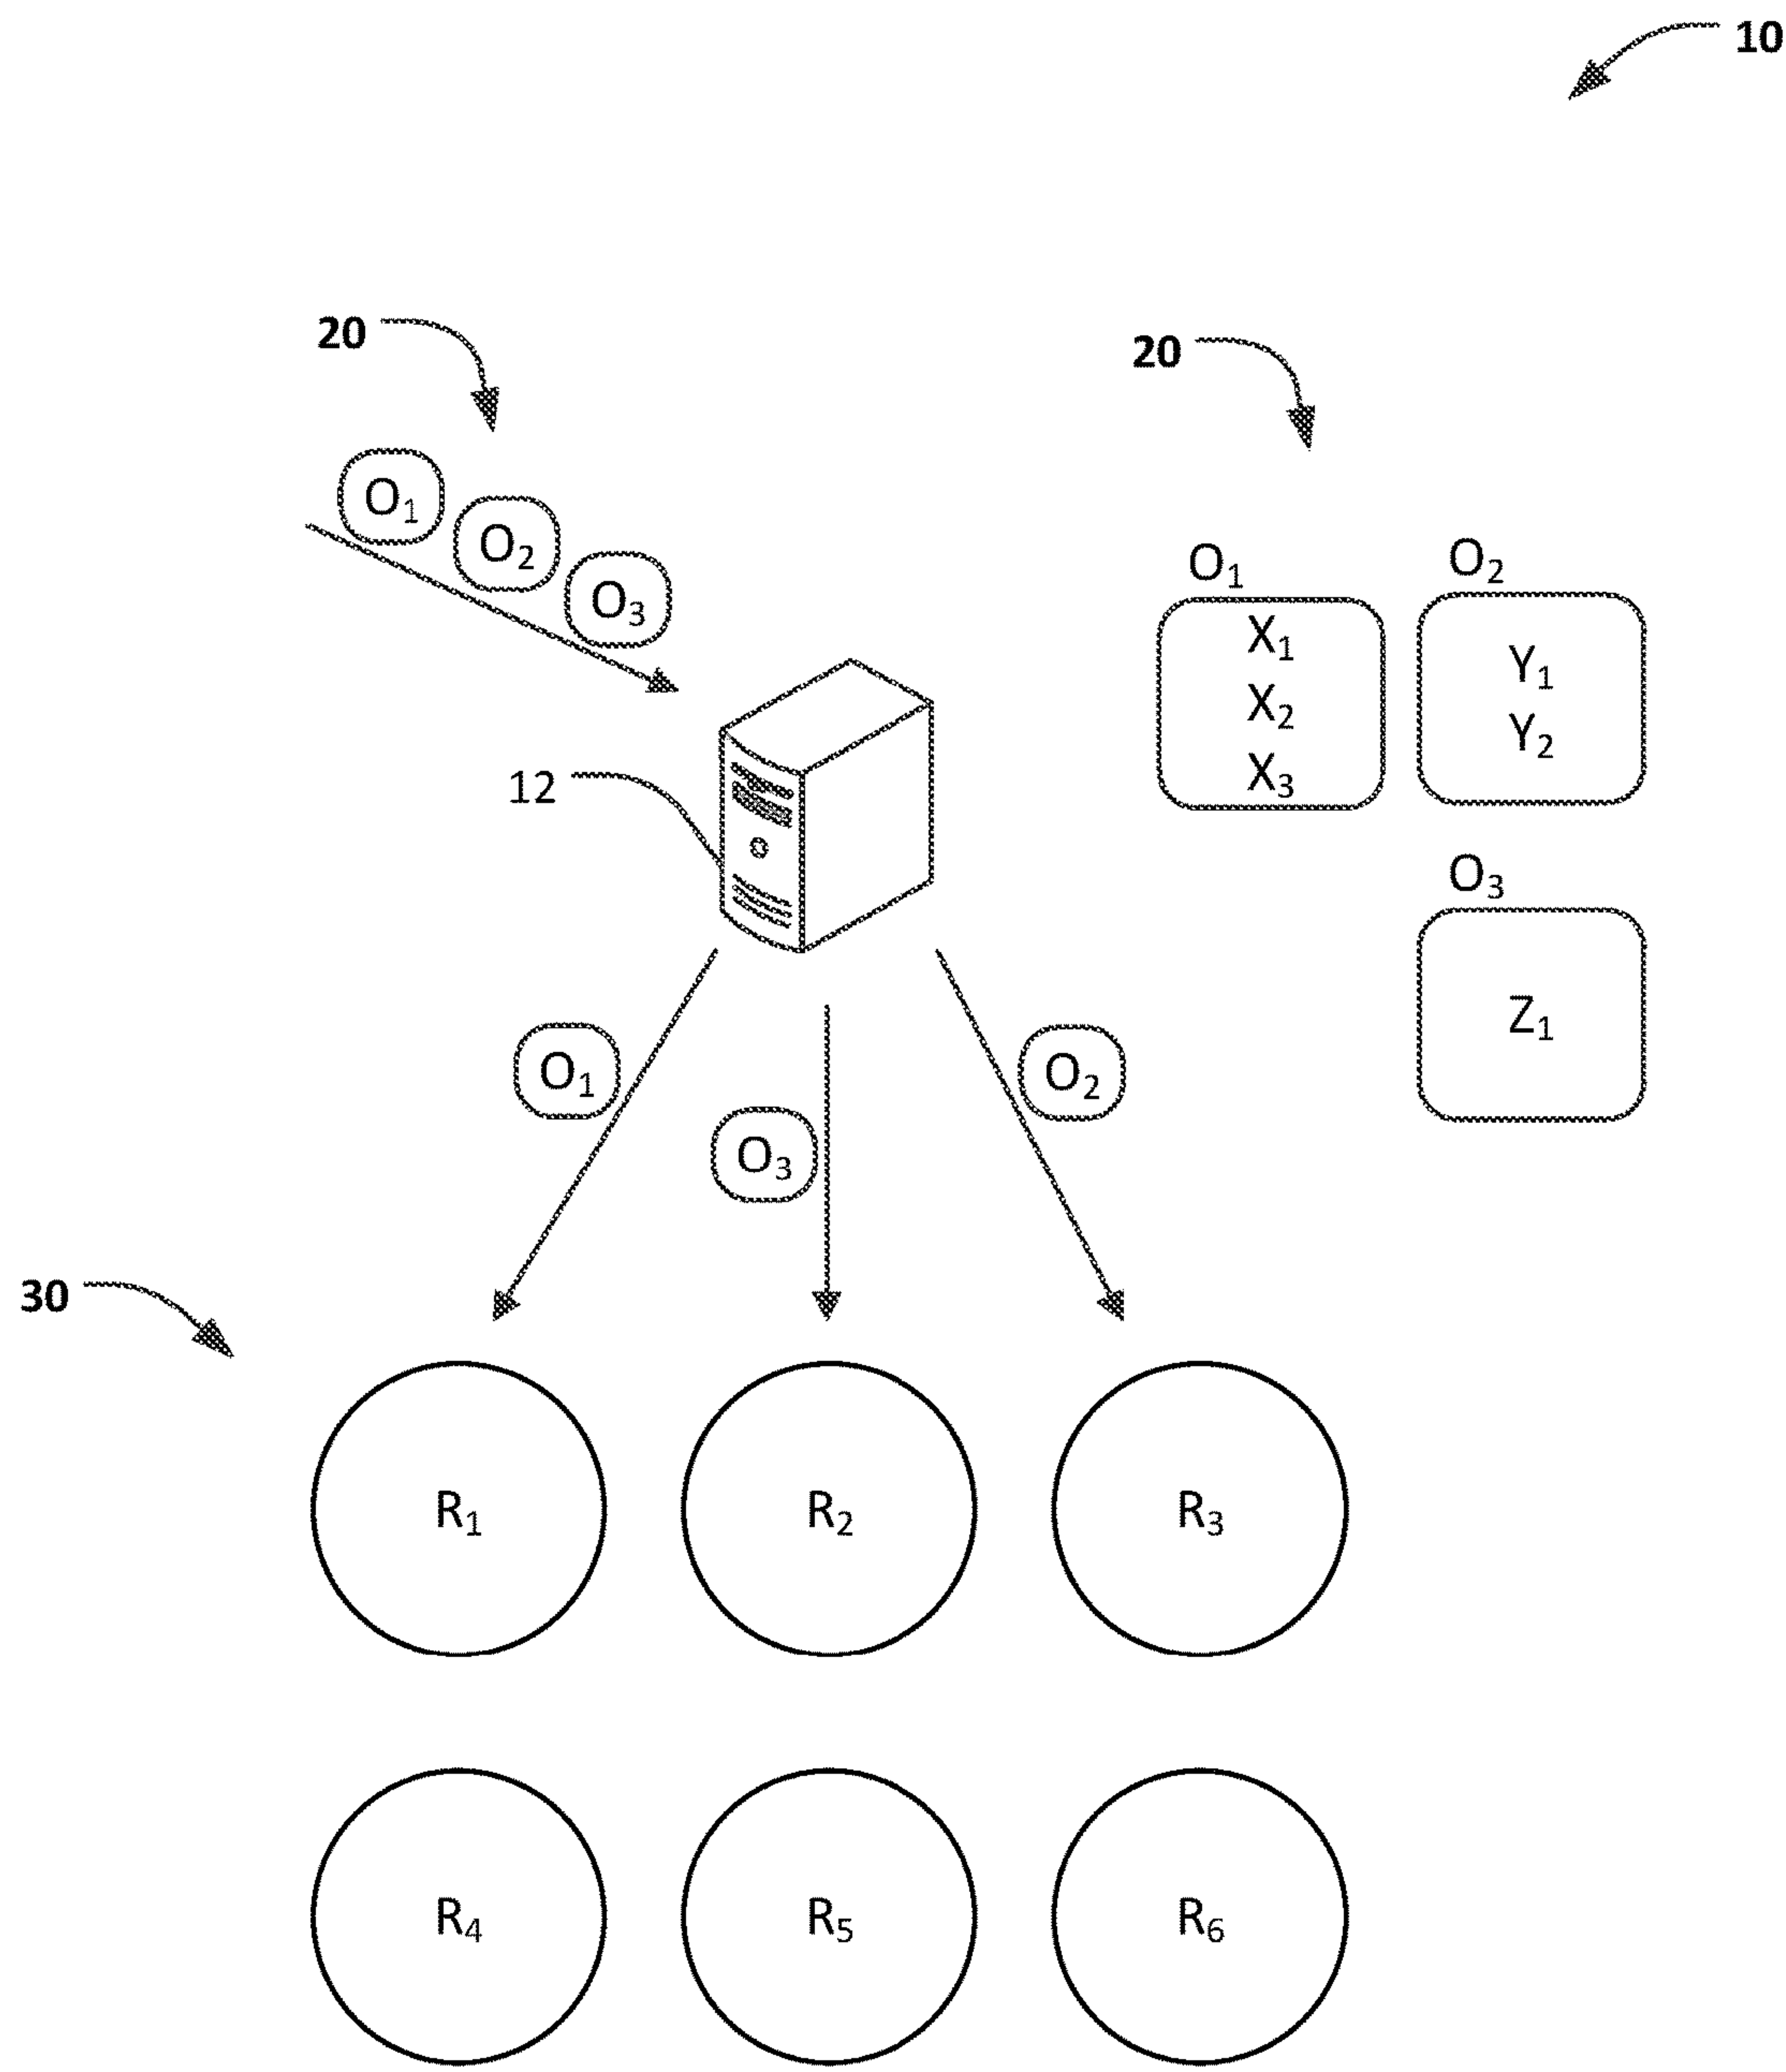 10
20
20
O₁
O₂
O₃
O₁
X₁
X₂
X₃
O₂
Y₁
Y₂
12
O₃
Z₁
O₁
O₃
O₂
30
R₁ R₂ R₃
R₄ R₅ R₆